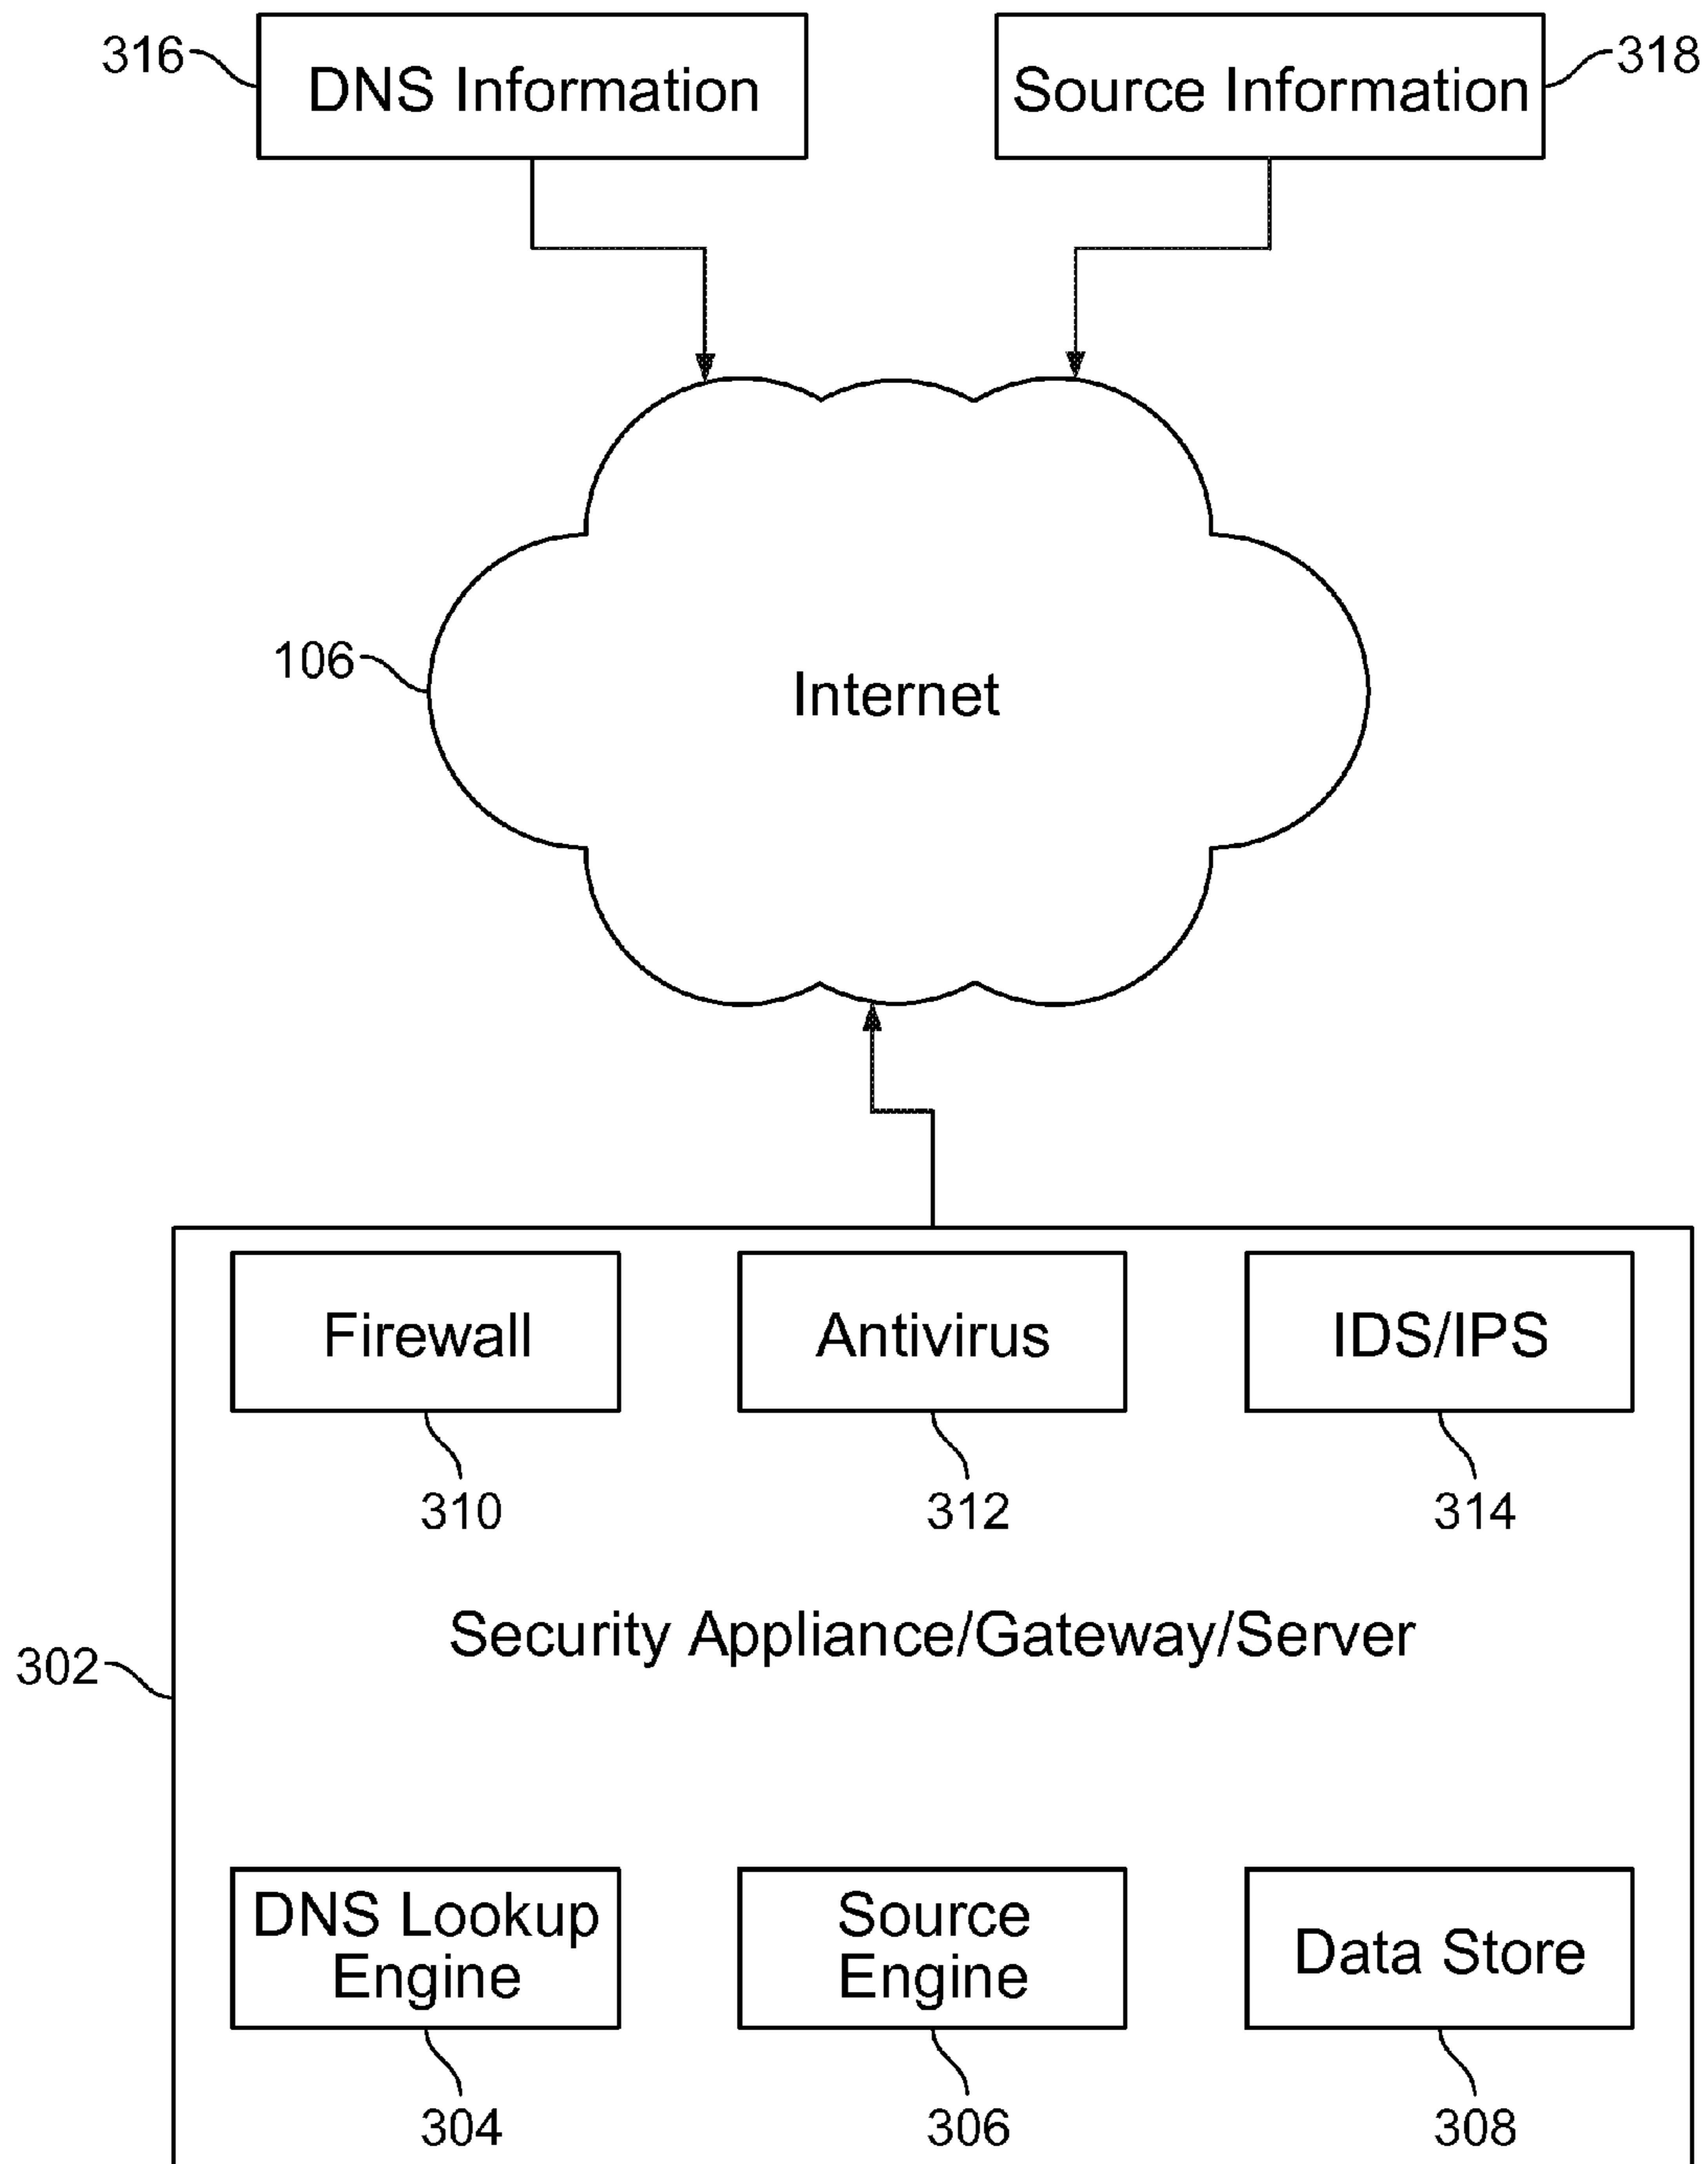 316
DNS Information
Source Information
318
106
Internet
Firewall
Antivirus
IDS/IPS
310
312
314
Security Appliance/Gateway/Server
302
DNS Lookup
Engine
Source
Engine
Data Store
304
306
308